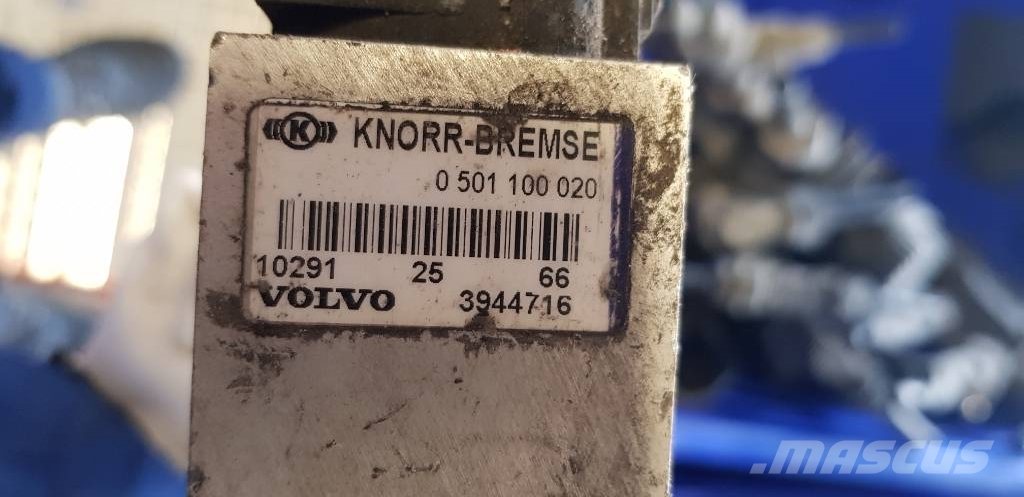 K KNORR-BREMSE
0 501 100 020
10291 25 66
VOLVO 3944716
.MASCUS